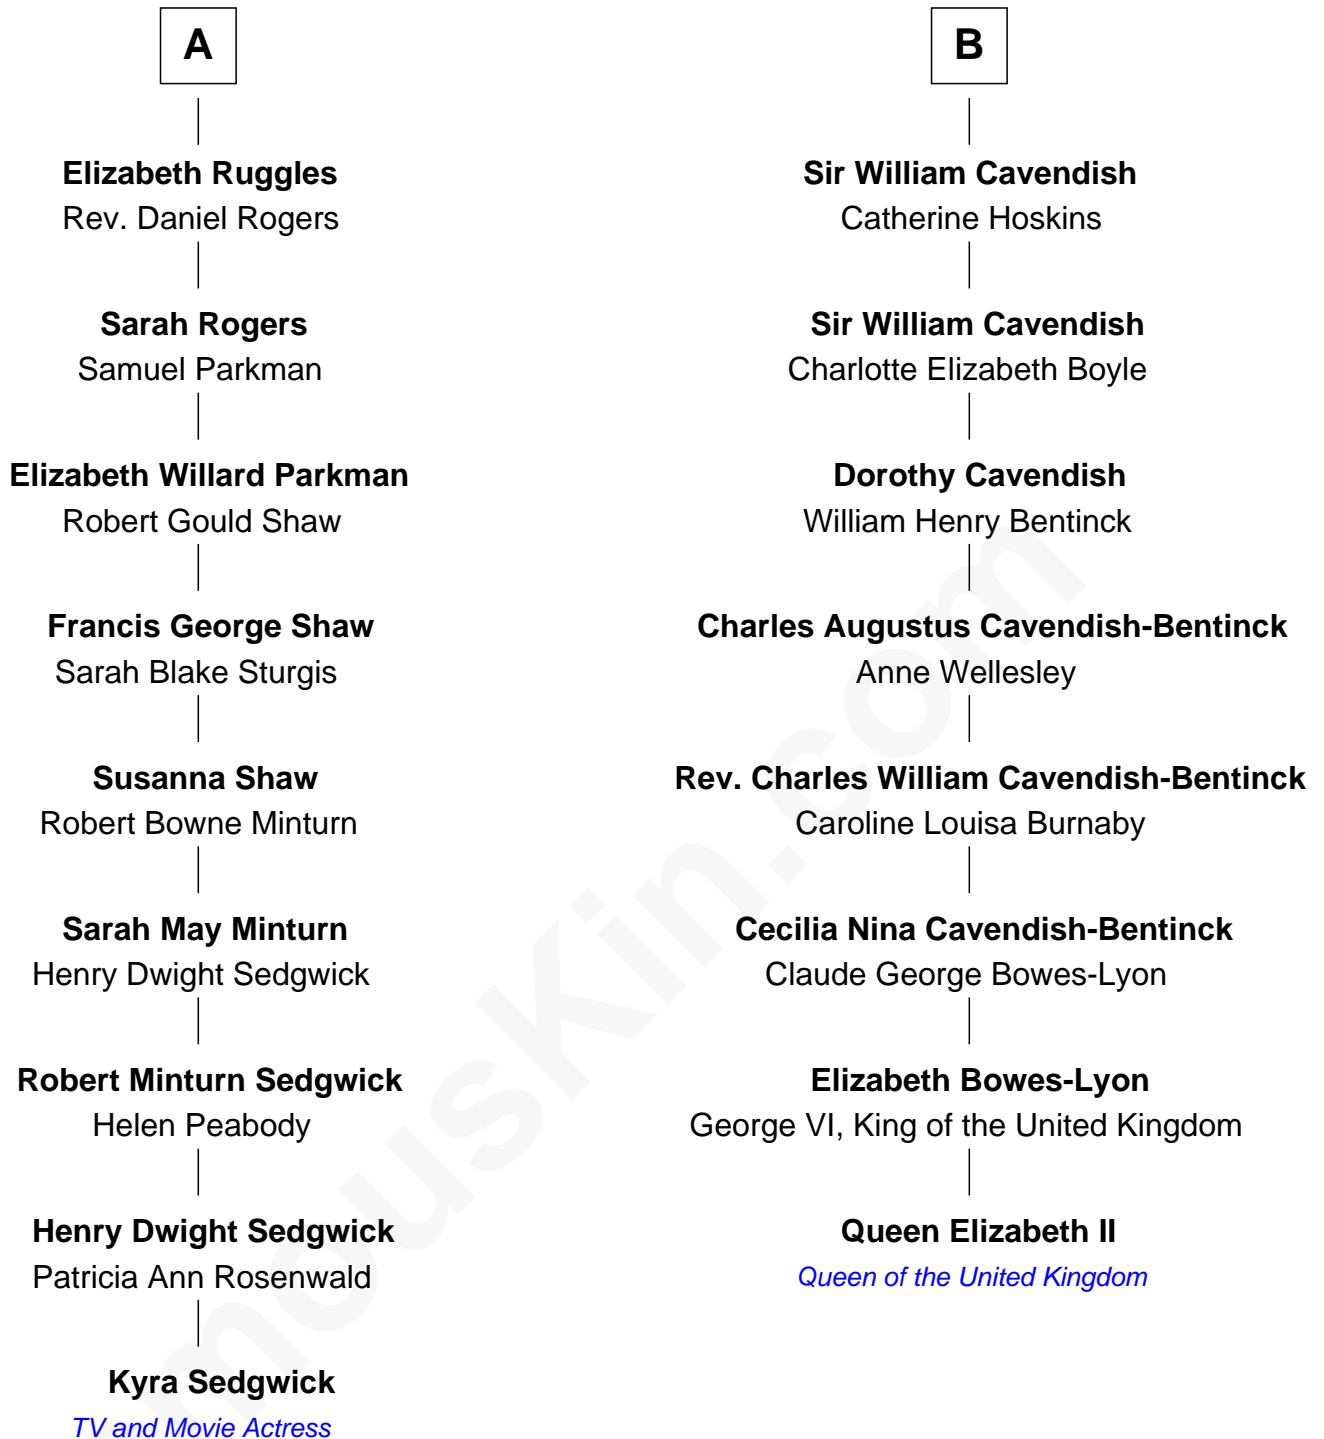 A
Elizabeth Ruggles
Rev. Daniel Rogers
Sarah Rogers
Samuel Parkman
Elizabeth Willard Parkman
Robert Gould Shaw
Francis George Shaw
Sarah Blake Sturgis
Susanna Shaw
Robert Bowne Minturn
Sarah May Minturn
Henry Dwight Sedgwick
Robert Minturn Sedgwick
Helen Peabody
Henry Dwight Sedgwick
Patricia Ann Rosenwald
Kyra Sedgwick
TV and Movie Actress
B
Sir William Cavendish
Catherine Hoskins
Sir William Cavendish
Charlotte Elizabeth Boyle
Dorothy Cavendish
William Henry Bentinck
Charles Augustus Cavendish-Bentinck
Anne Wellesley
Rev. Charles William Cavendish-Bentinck
Caroline Louisa Burnaby
Cecilia Nina Cavendish-Bentinck
Claude George Bowes-Lyon
Elizabeth Bowes-Lyon
George VI, King of the United Kingdom
Queen Elizabeth II
Queen of the United Kingdom
mousKin.com